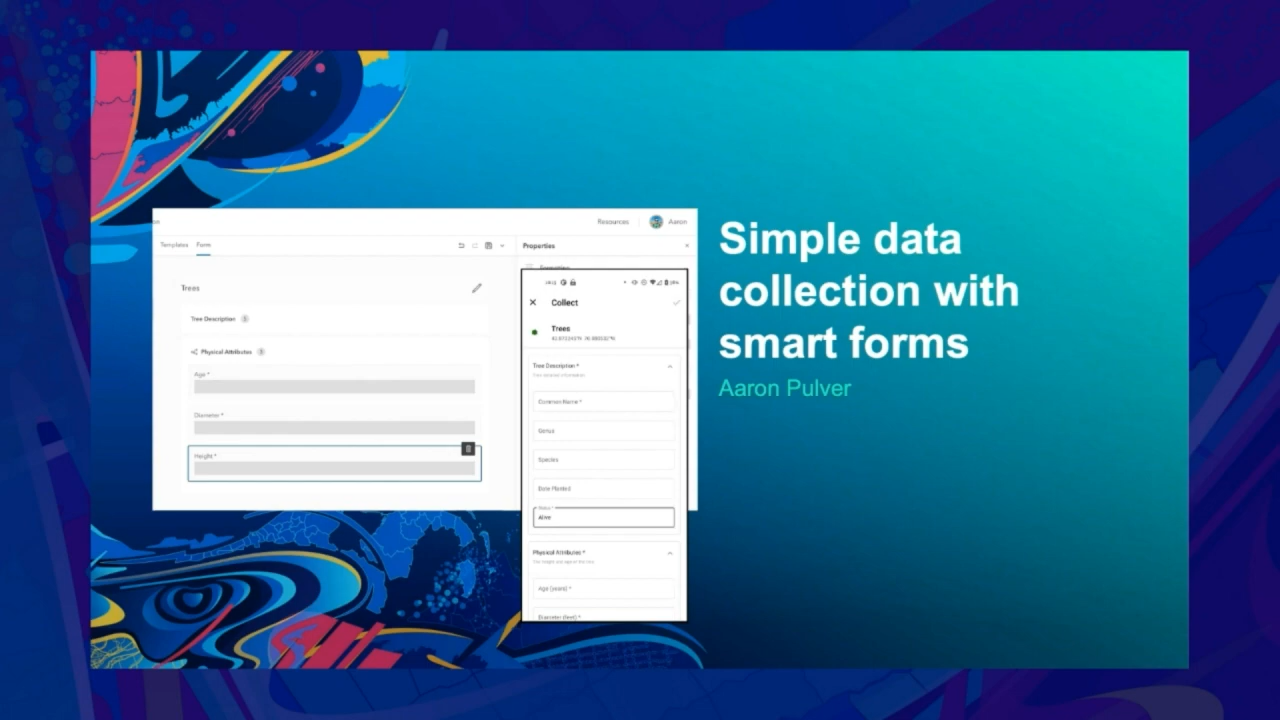 Resources
Aaron
Templates
Form
Properties
Trees
Tree Description
Physical Attributes
Age *
Diameter *
Height *
Collect
Trees
Tree Description *
Common Name *
Genus
Species
Date Planted
Status *
Alive
Physical Attributes *
Age (years) *
Diameter (feet) *
Simple data
collection with
smart forms
Aaron Pulver